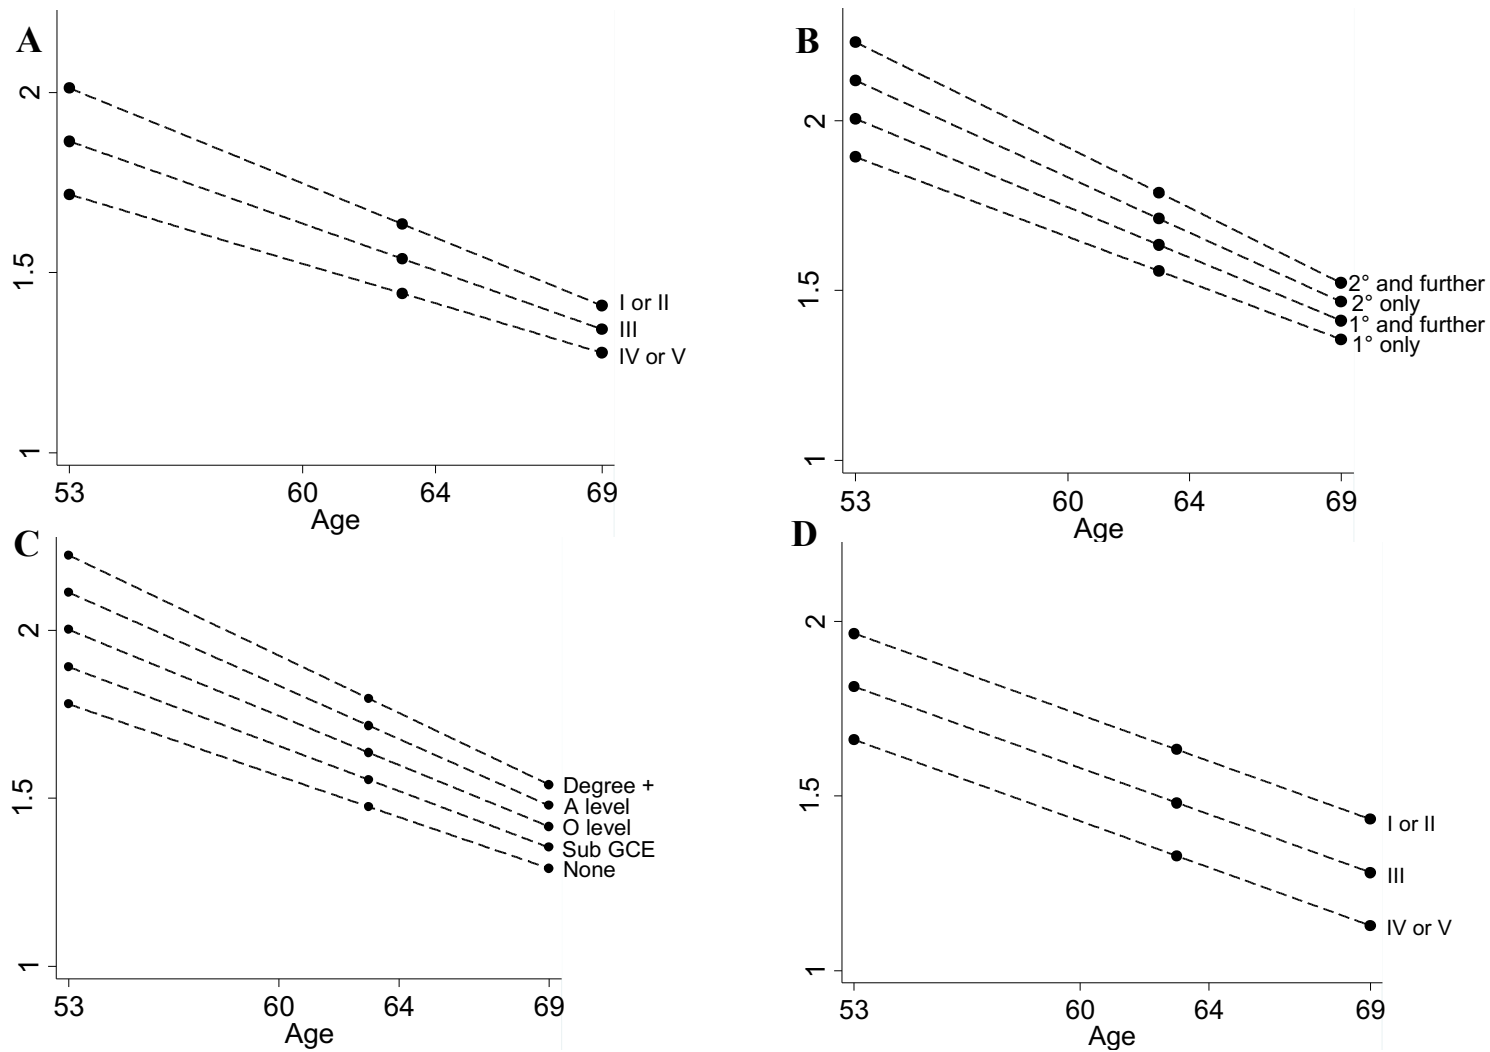 A
2
1.5
1
I or II
III
IV or V
53 60 64 69
Age
B
2
1.5
1
2° and further
2° only
1° and further
1° only
53 60 64 69
Age
C
2
1.5
1
Degree +
A level
O level
Sub GCE
None
53 60 64 69
Age
D
2
1.5
1
I or II
III
IV or V
53 60 64 69
Age